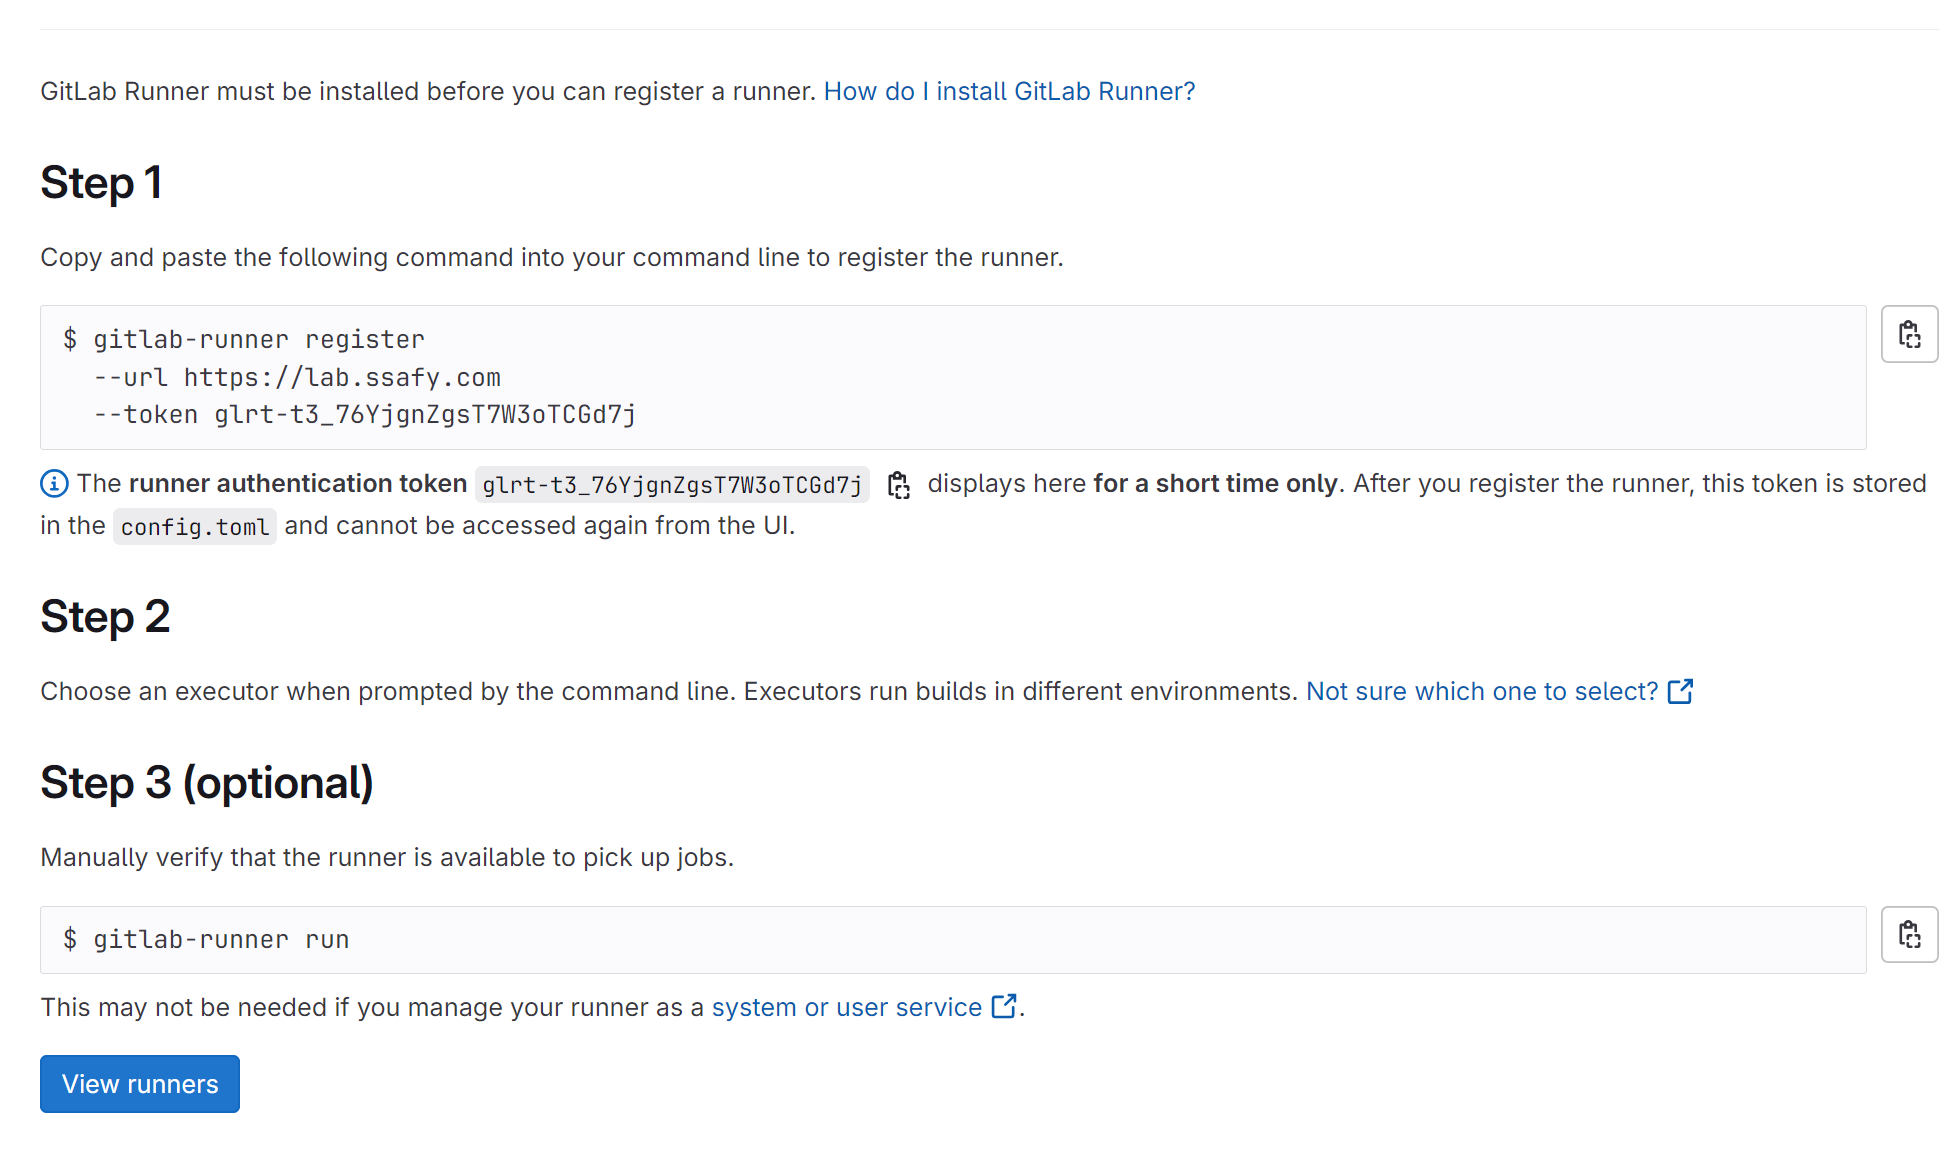 GitLab Runner must be installed before you can register a runner. How do I install GitLab Runner?
Step 1
Copy and paste the following command into your command line to register the runner.
$ gitlab-runner register
--url https://lab.ssafy.com
--token glrt-t3_76YjgnZgsT7W3oTCGd7j
The runner authentication token glrt-t3_76YjgnZgsT7W3oTCGd7j displays here for a short time only. After you register the runner, this token is stored
in the config.toml and cannot be accessed again from the UI.
Step 2
Choose an executor when prompted by the command line. Executors run builds in different environments. Not sure which one to select?
Step 3 (optional)
Manually verify that the runner is available to pick up jobs.
$ gitlab-runner run
This may not be needed if you manage your runner as a system or user service.
View runners